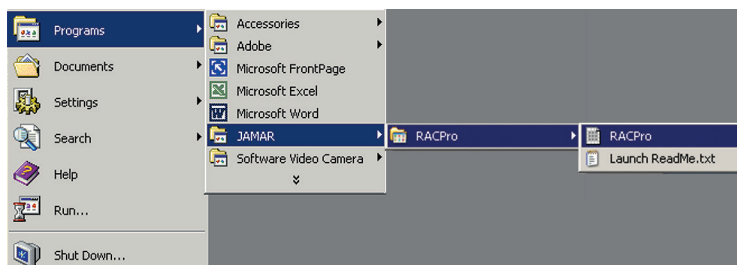 Programs
Documents
Settings
Search
Help
Run...
Shut Down...
Accessories
Adobe
Microsoft FrontPage
Microsoft Excel
Microsoft Word
JAMAR
Software Video Camera
RACPro
RACPro
Launch ReadMe.txt